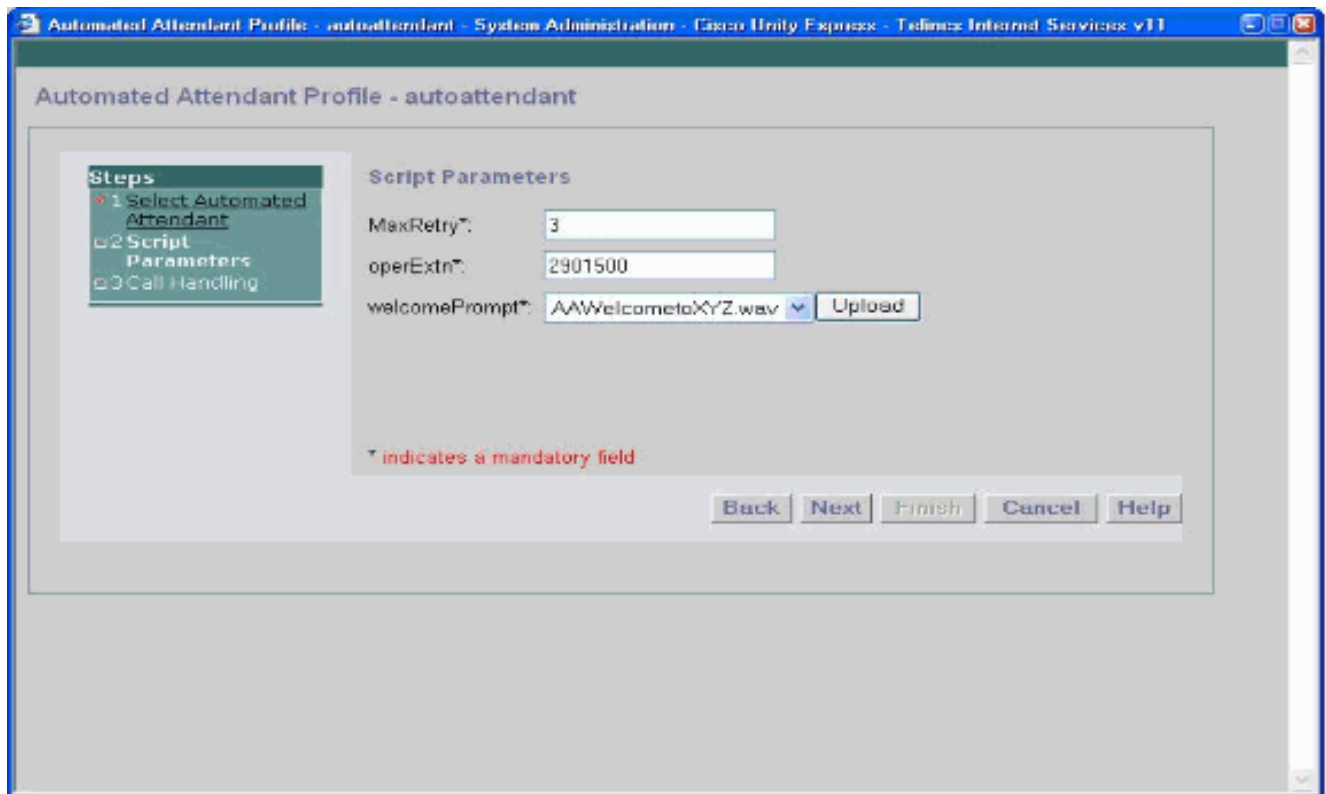 Automated Attendant Profile - autoattendant - System Administration - Cisco Unity Express - Telimex Internet Services v11
Automated Attendant Profile - autoattendant
Steps
1 Select Automated
Attendant
2 Script
Parameters
3 Call Handling
Script Parameters
MaxRetry*: 3
operExtn*: 2901500
welcomePrompt*: AAWelcometoXYZ.wav Upload
* indicates a mandatory field
Back Next Finish Cancel Help